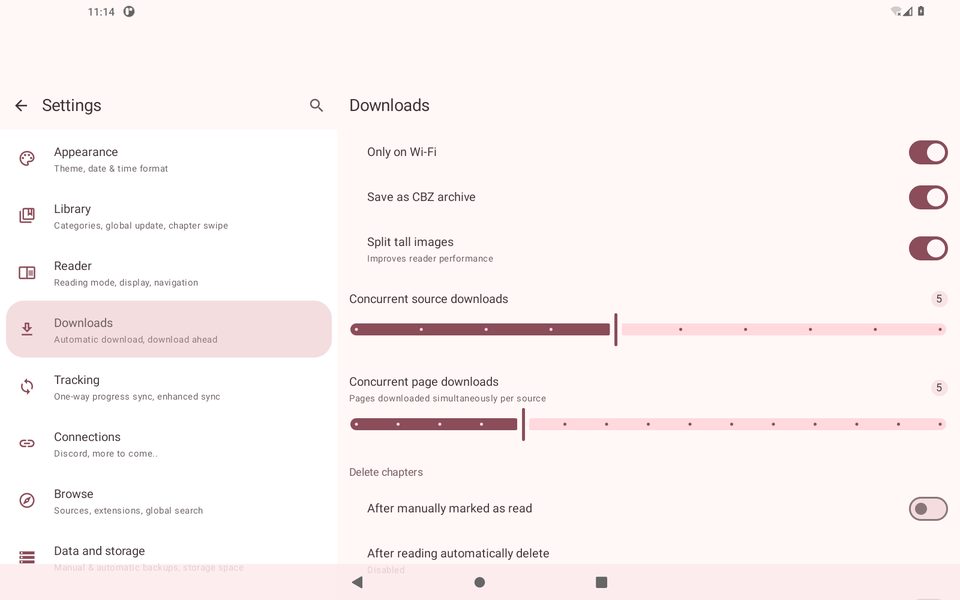 11:14
Settings
Appearance
Theme, date & time format
Library
Categories, global update, chapter swipe
Reader
Reading mode, display, navigation
Downloads
Automatic download, download ahead
Tracking
One-way progress sync, enhanced sync
Connections
Discord, more to come..
Browse
Sources, extensions, global search
Data and storage
Manual & automatic backups, storage space
Downloads
Only on Wi-Fi
Save as CBZ archive
Split tall images
Improves reader performance
Concurrent source downloads
5
Concurrent page downloads
Pages downloaded simultaneously per source
5
Delete chapters
After manually marked as read
After reading automatically delete
Disabled